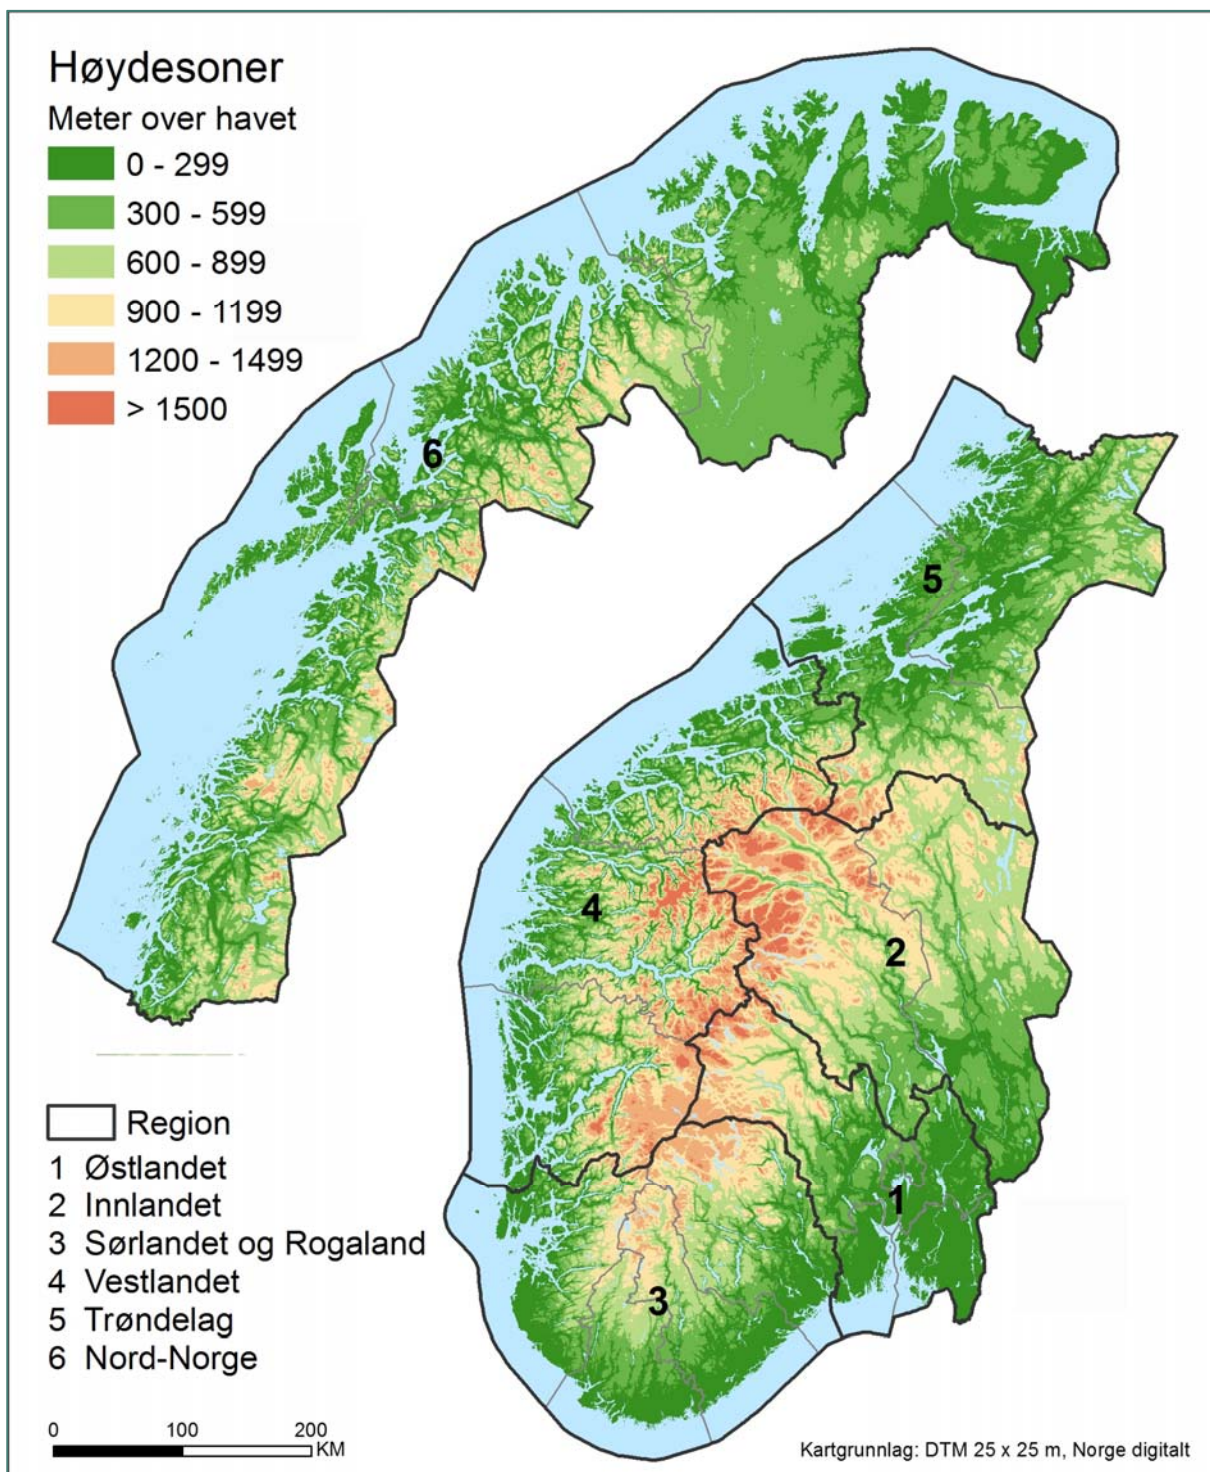 Høydesoner
Meter over havet
0 - 299
300 - 599
600 - 899
900 - 1199
1200 - 1499
> 1500
6
5
4
2
1
3
Region
1 Østlandet
2 Innlandet
3 Sørlandet og Rogaland
4 Vestlandet
5 Trøndelag
6 Nord-Norge
0 100 200
KM
Kartgrunnlag: DTM 25 x 25 m, Norge digitalt